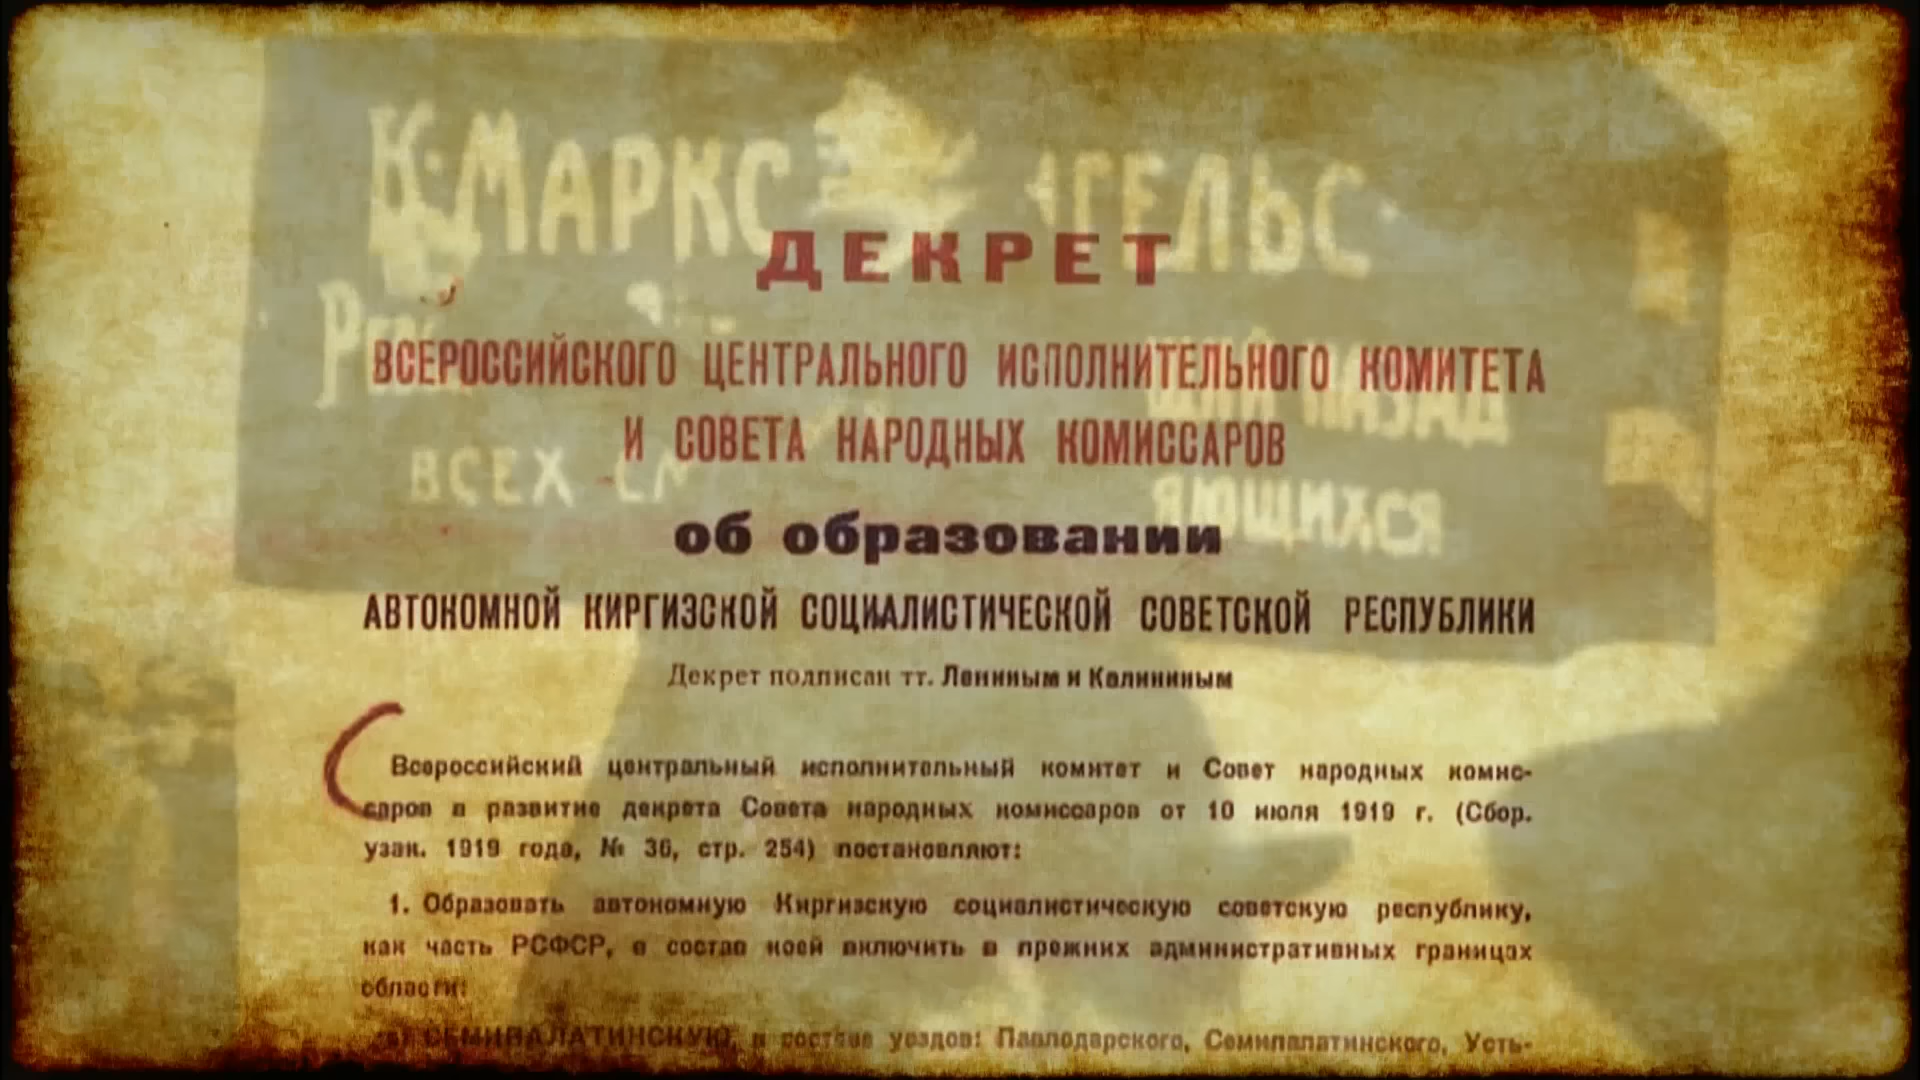 К. МАРКС
ГЕЛЬС
ДЕКРЕТ
ВСЕРОССИЙСКОГО ЦЕНТРАЛЬНОГО ИСПОЛНИТЕЛЬНОГО КОМИТЕТА
И СОВЕТА НАРОДНЫХ КОМИССАРОВ
НАЗАД
ВСЕХ
об образовании
АВТОНОМНОЙ КИРГИЗСКОЙ СОЦИАЛИСТИЧЕСКОЙ СОВЕТСКОЙ РЕСПУБЛИКИ
Декрет подписан тт. Лениным и Калининым
Всероссийский центральный исполнительный комитет и Совет народных комис-
саров в развитие декрета Совета народных комиссаров от 10 июля 1919 г. (Сбор.
узак. 1919 года, № 36, стр. 254) постановляют:
1. Образовать автономную Киргизскую социалистическую советскую республику,
как часть РСФСР, в состав коей включить в прежних административных границах
области:
а) СЕМИПАЛАТИНСКУЮ, в составе уездов: Павлодарского, Семипалатинского, Усть-